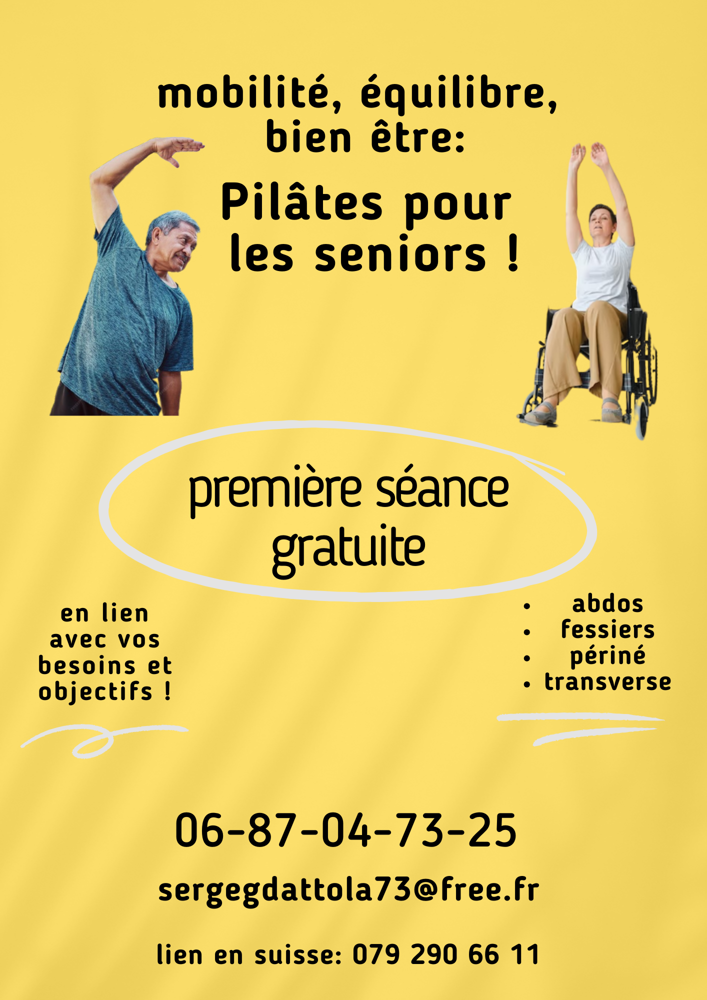 mobilité, équilibre,
bien être:
Pilâtes pour
les seniors !
première séance
gratuite
en lien
avec vos
besoins et
objectifs !
• abdos
• fessiers
• périné
• transverse
06-87-04-73-25
sergegdattola73@free.fr
lien en suisse: 079 290 66 11